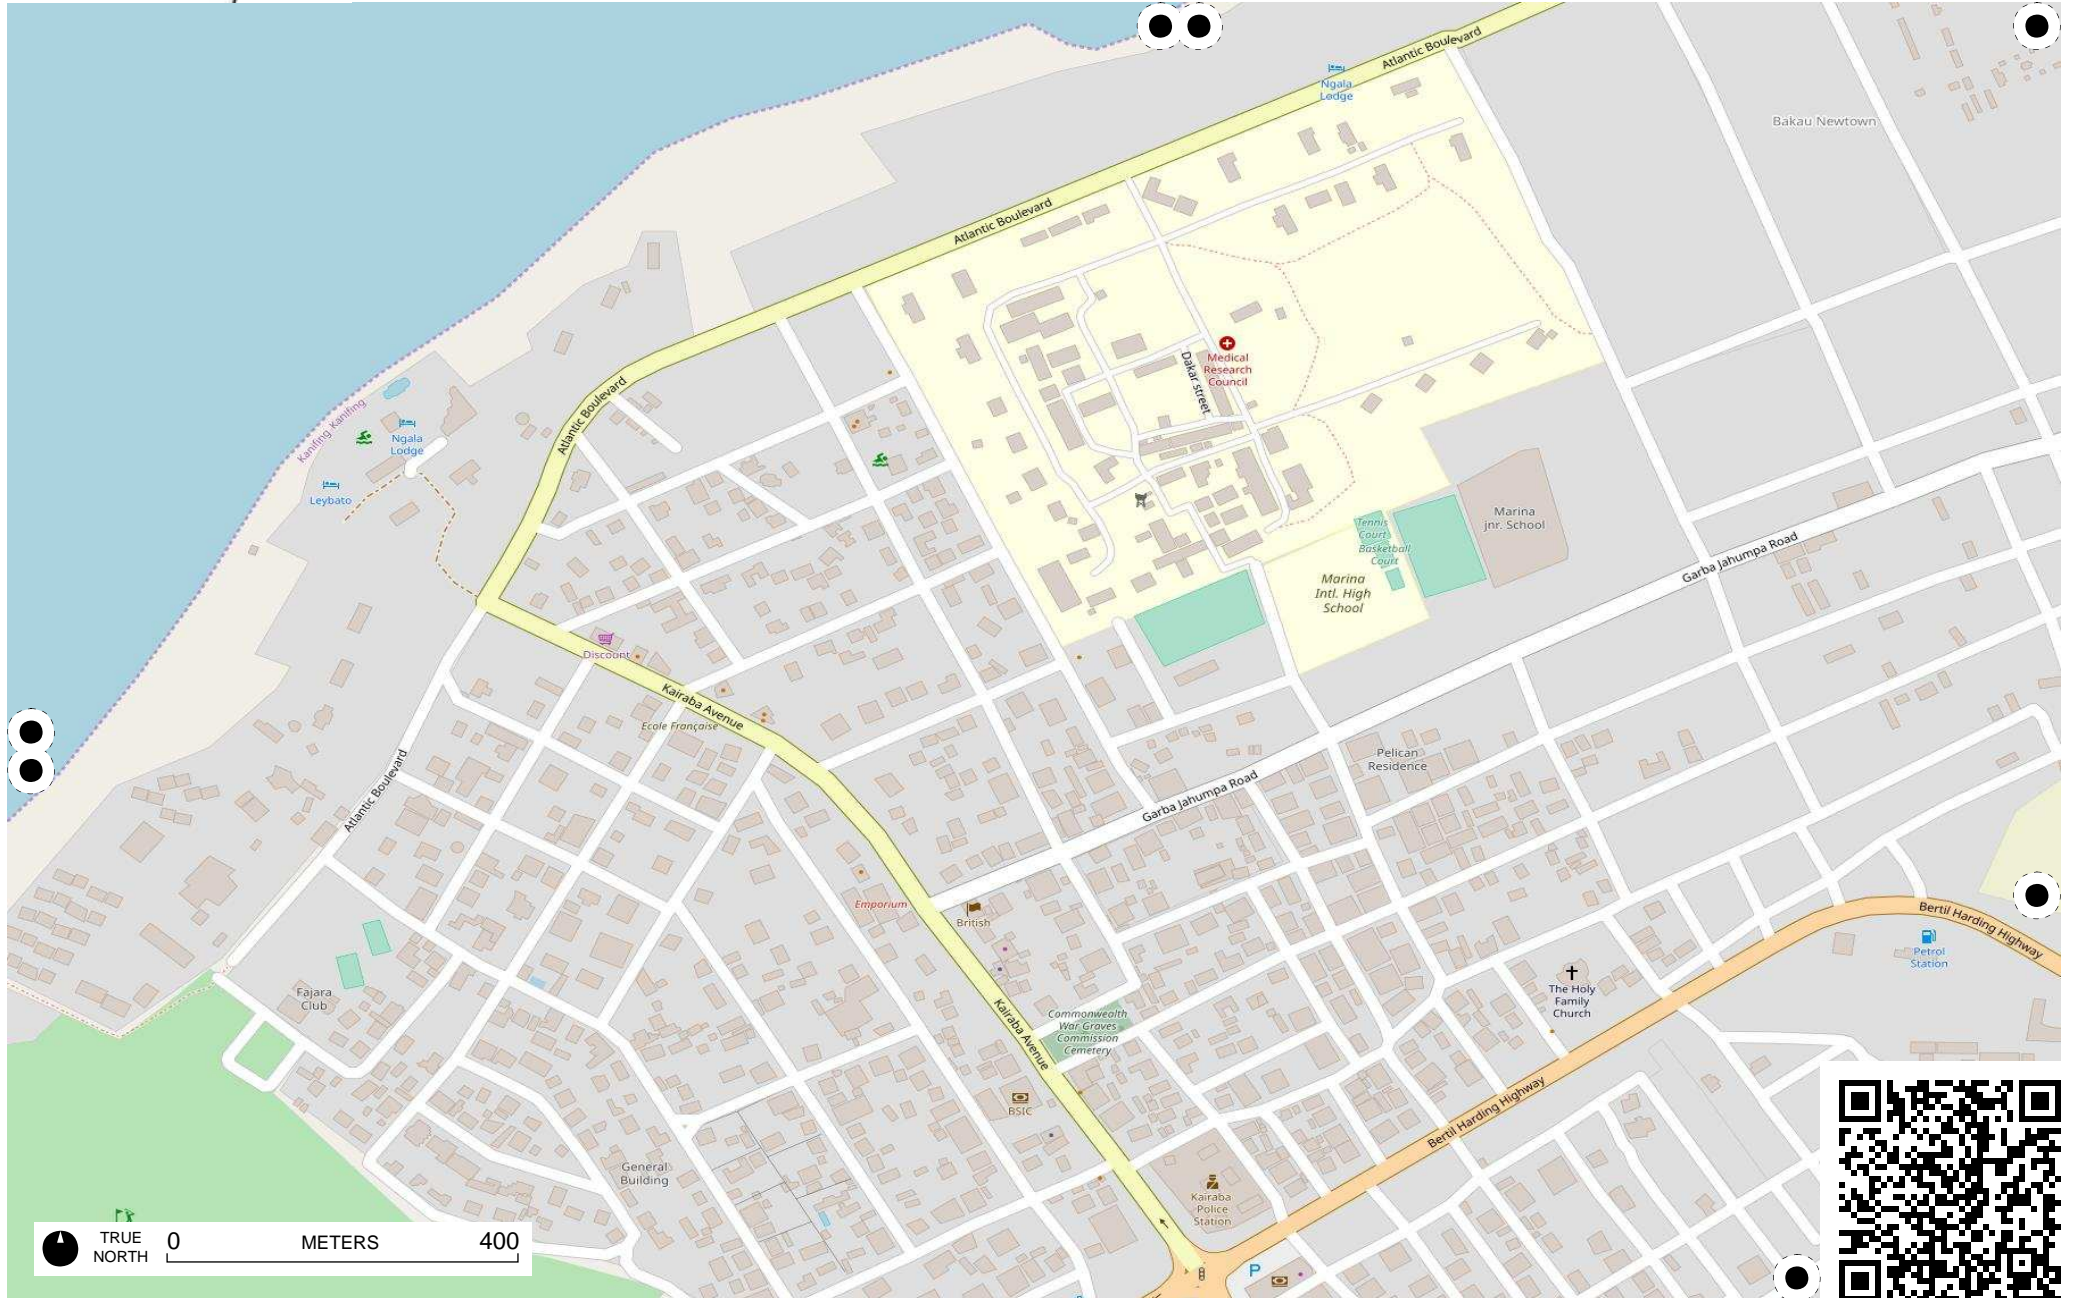 Atlantic Boulevard
Ngala
Lodge
Bakau Newtown
Atlantic Boulevard
Medical
Research
Council
Dakar street
Atlantic Boulevard
Kanifing Kanifing
Ngala
Lodge
Leybato
Marina
jnr. School
Tennis
Court
Basketball
Court
Garba Jahumpa Road
Marina
Intl. High
School
Discount
Kairaba Avenue
Ecole Française
Pelican
Residence
Atlantic Boulevard
Garba Jahumpa Road
Emporium
British
Bertil Harding Highway
Petrol
Station
Fajara
Club
The Holy
Family
Church
Commonwealth
War Graves
Commission
Cemetery
Kairaba Avenue
BSIC
Bertil Harding Highway
General
Building
Kairaba
Police
Station
P
TRUE
NORTH
0 METERS 400